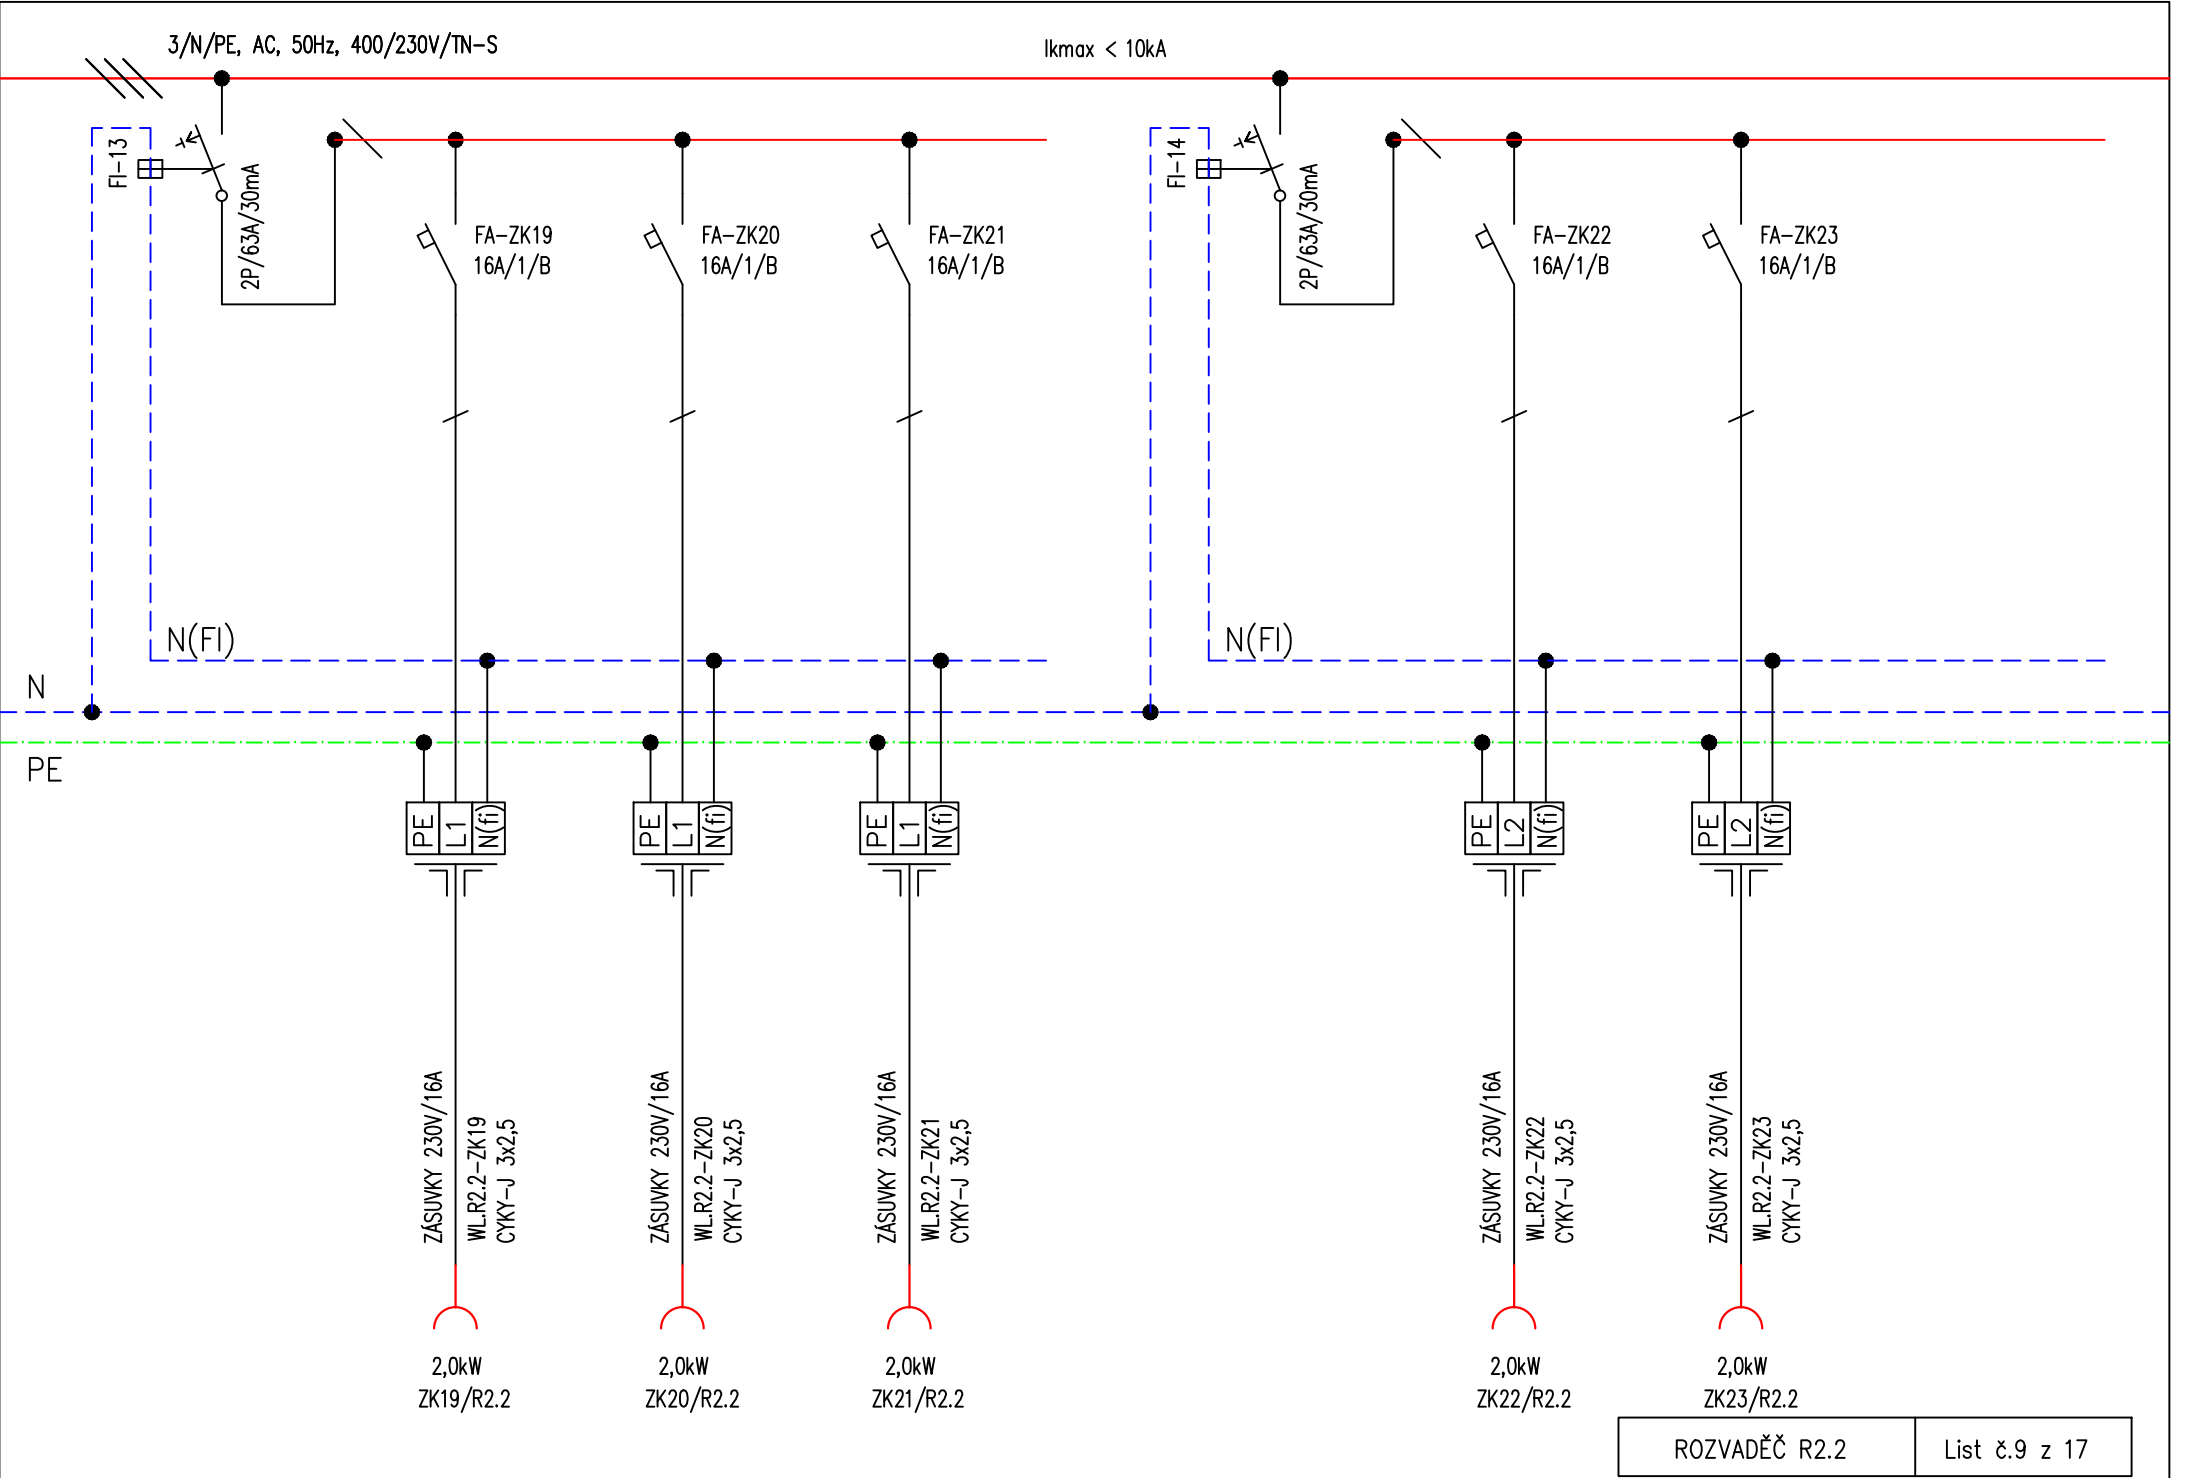 3/N/PE, AC, 50Hz, 400/230V/TN-S
Ikmax < 10kA
FI-13
2P/63A/30mA
FA-ZK19
16A/1/B
FA-ZK20
16A/1/B
FA-ZK21
16A/1/B
FI-14
2P/63A/30mA
FA-ZK22
16A/1/B
FA-ZK23
16A/1/B
N(FI)
N(FI)
N
PE
PE L1 N(fi)
PE L1 N(fi)
PE L1 N(fi)
PE L2 N(fi)
PE L2 N(fi)
ZÁSUVKY 230V/16A
WL.R2.2-ZK19
CYKY-J 3x2,5
ZÁSUVKY 230V/16A
WL.R2.2-ZK20
CYKY-J 3x2,5
ZÁSUVKY 230V/16A
WL.R2.2-ZK21
CYKY-J 3x2,5
ZÁSUVKY 230V/16A
WL.R2.2-ZK22
CYKY-J 3x2,5
ZÁSUVKY 230V/16A
WL.R2.2-ZK23
CYKY-J 3x2,5
2,0kW
ZK19/R2.2
2,0kW
ZK20/R2.2
2,0kW
ZK21/R2.2
2,0kW
ZK22/R2.2
2,0kW
ZK23/R2.2
ROZVADĚČ R2.2
List č.9 z 17